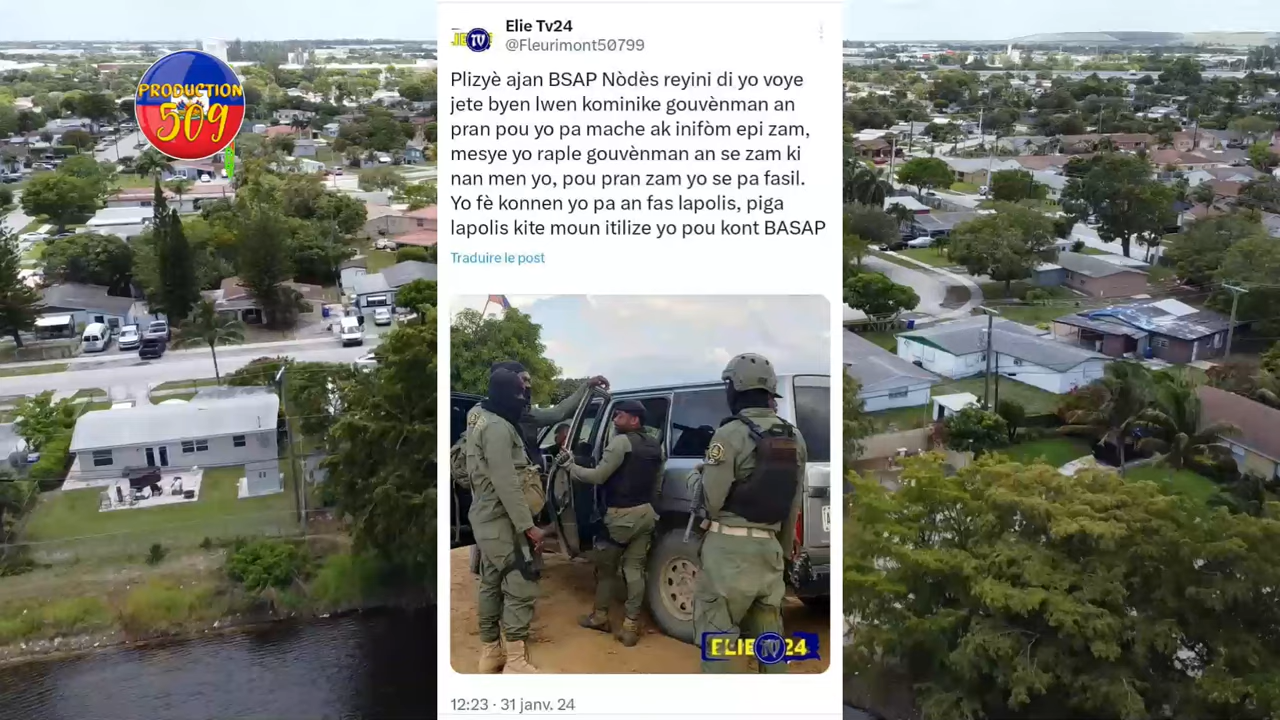 PRODUCTION
509
Elie Tv24
@Fleurimont50799
Plizyè ajan BSAP Nòdès reyini di yo voye
jete byen lwen kominike gouvènman an
pran pou yo pa mache ak inifòm epi zam,
mesye yo raple gouvènman an se zam ki
nan men yo, pou pran zam yo se pa fasil.
Yo fè konnen yo pa an fas lapolis, piga
lapolis kite moun itilize yo pou kont BASAP
Traduire le post
ELIE TV 24
12:23 · 31 janv. 24